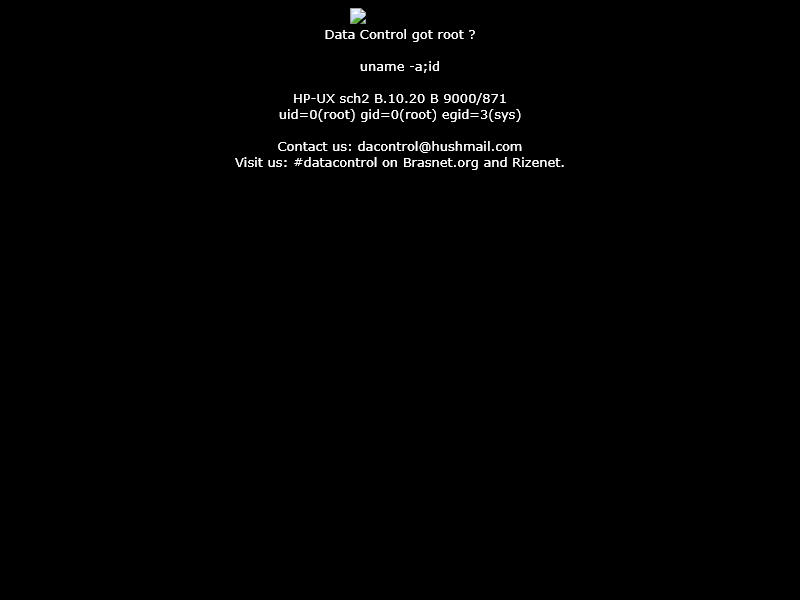 Data Control got root ?
uname -a;id
HP-UX sch2 B.10.20 B 9000/871
uid=0(root) gid=0(root) egid=3(sys)
Contact us: dacontrol@hushmail.com
Visit us: #datacontrol on Brasnet.org and Rizenet.